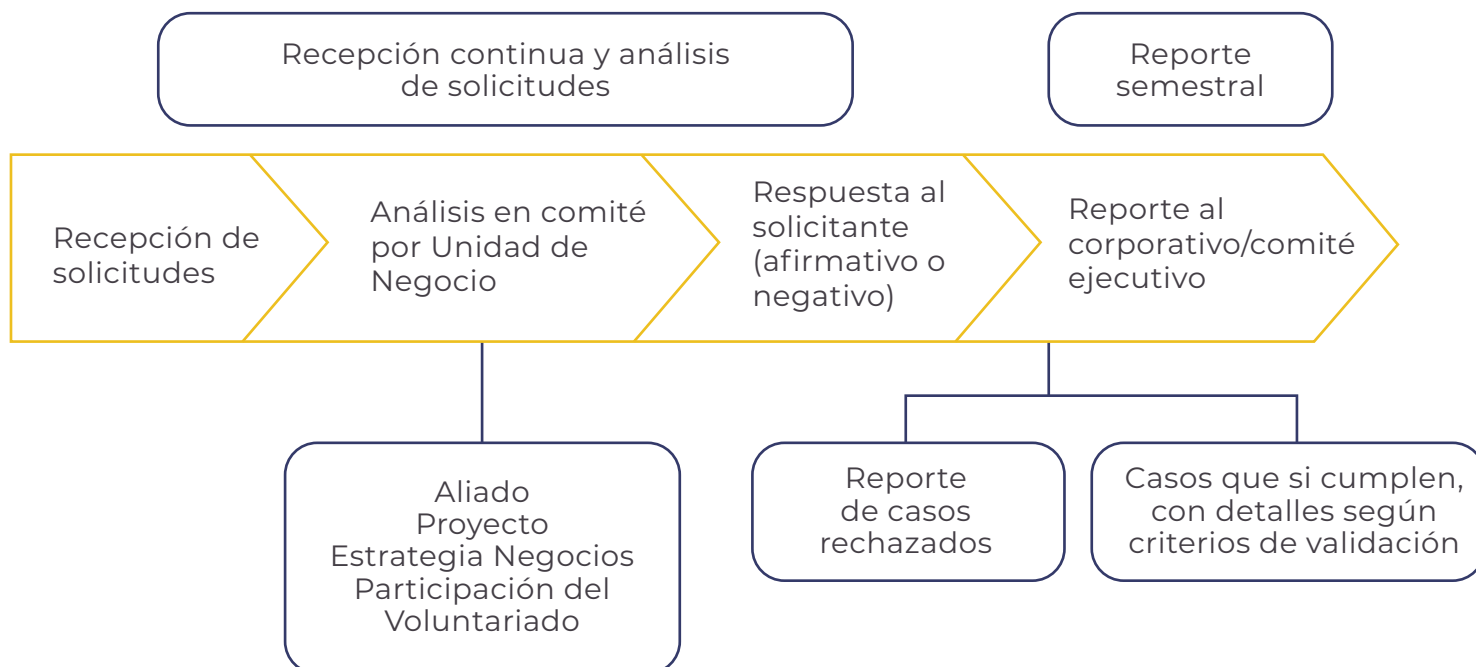 Recepción continua y análisis
de solicitudes
Reporte
semestral
Recepción de
solicitudes
Análisis en comité
por Unidad de
Negocio
Respuesta al
solicitante
(afirmativo o
negativo)
Reporte al
corporativo/comité
ejecutivo
Aliado
Proyecto
Estrategia Negocios
Participación del
Voluntariado
Reporte
de casos
rechazados
Casos que si cumplen,
con detalles según
criterios de validación